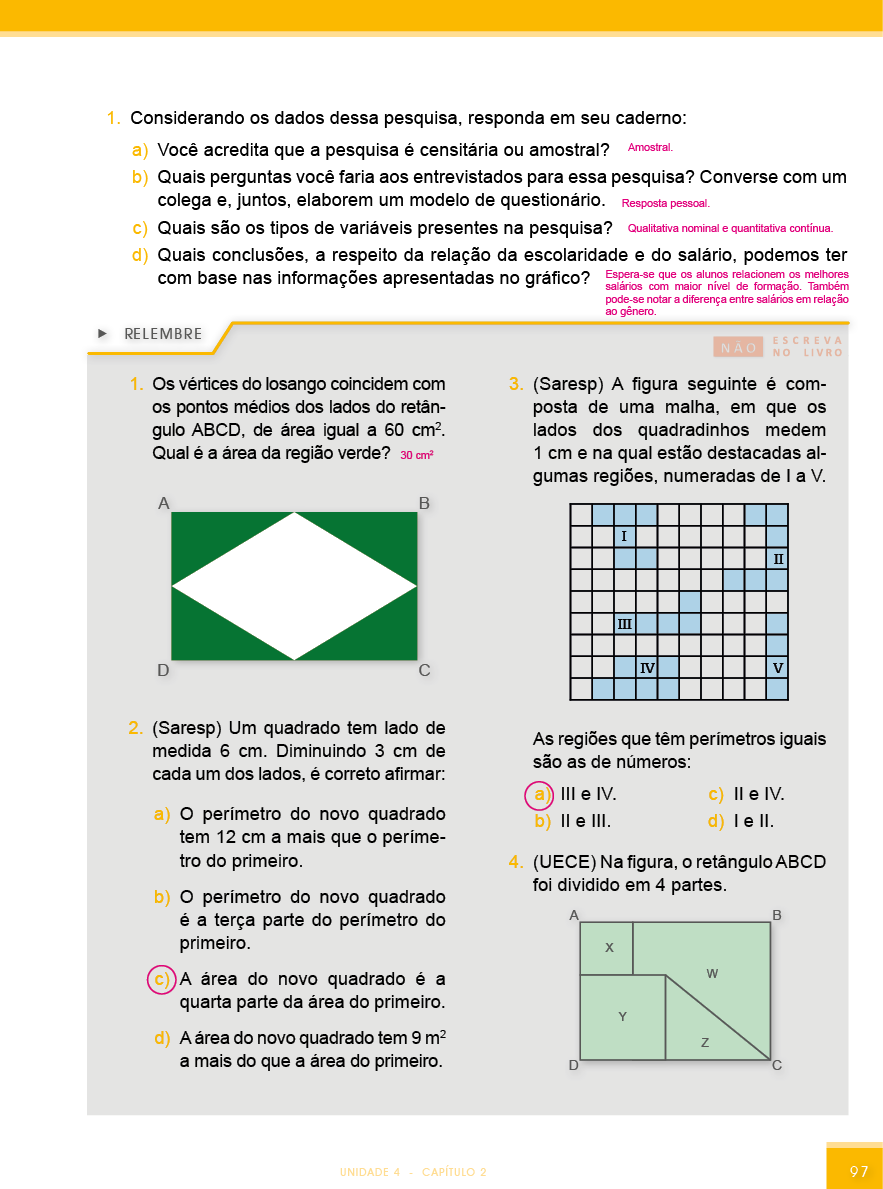 1. Considerando os dados dessa pesquisa, responda em seu caderno:
a) Você acredita que a pesquisa é censitária ou amostral? Amostral.
b) Quais perguntas você faria aos entrevistados para essa pesquisa? Converse com um
colega e, juntos, elaborem um modelo de questionário. Resposta pessoal.
c) Quais são os tipos de variáveis presentes na pesquisa? Qualitativa nominal e quantitativa contínua.
d) Quais conclusões, a respeito da relação da escolaridade e do salário, podemos ter
com base nas informações apresentadas no gráfico? Espera-se que os alunos relacionem os melhores
salários com maior nível de formação. Também
pode-se notar a diferença entre salários em relação
ao gênero.
RELEMBRE
NÃO ESCREVA
NO LIVRO
1. Os vértices do losango coincidem com
os pontos médios dos lados do retân-
gulo ABCD, de área igual a 60 cm².
Qual é a área da região verde? 30 cm²
A B
D C
2. (Saresp) Um quadrado tem lado de
medida 6 cm. Diminuindo 3 cm de
cada um dos lados, é correto afirmar:
a) O perímetro do novo quadrado
tem 12 cm a mais que o períme-
tro do primeiro.
b) O perímetro do novo quadrado
é a terça parte do perímetro do
primeiro.
c) A área do novo quadrado é a
quarta parte da área do primeiro.
d) A área do novo quadrado tem 9 m²
a mais do que a área do primeiro.
3. (Saresp) A figura seguinte é com-
posta de uma malha, em que os
lados dos quadradinhos medem
1 cm e na qual estão destacadas al-
gumas regiões, numeradas de I a V.
I
II
III
IV V
As regiões que têm perímetros iguais
são as de números:
a) III e IV. c) II e IV.
b) II e III. d) I e II.
4. (UECE) Na figura, o retângulo ABCD
foi dividido em 4 partes.
A B
X
W
Y
Z
D C
UNIDADE 4 - CAPÍTULO 2
97